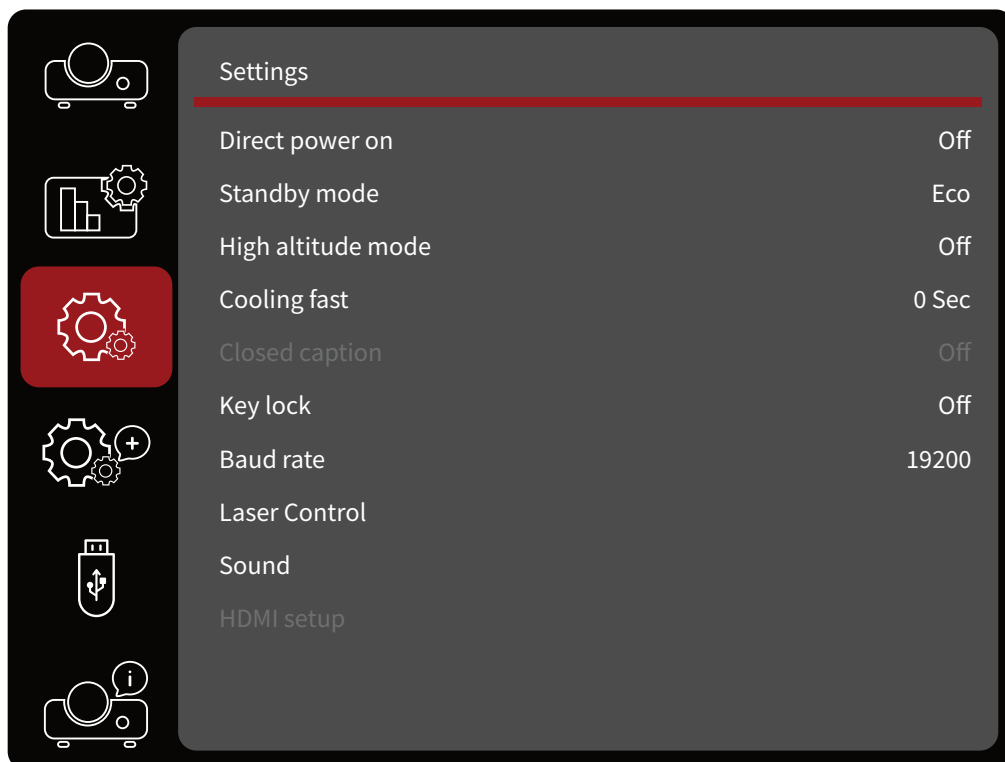 Settings
Direct power on Off
Standby mode Eco
High altitude mode Off
Cooling fast 0 Sec
Closed caption Off
Key lock Off
Baud rate 19200
Laser Control
Sound
HDMI setup